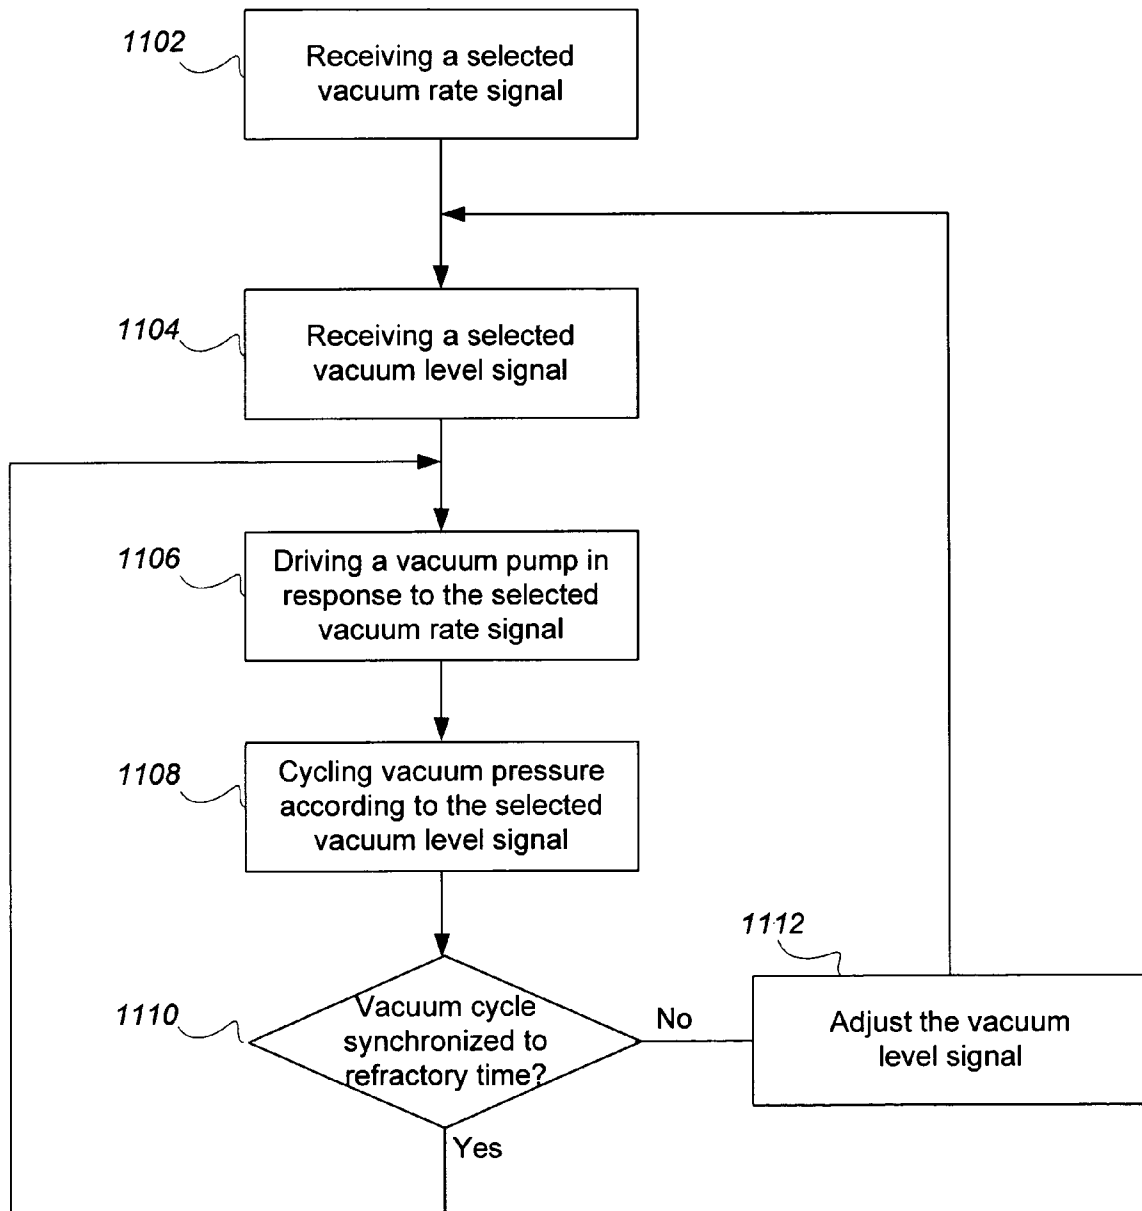 1102
Receiving a selected
vacuum rate signal
1104
Receiving a selected
vacuum level signal
1106
Driving a vacuum pump in
response to the selected
vacuum rate signal
1108
Cycling vacuum pressure
according to the selected
vacuum level signal
1110
Vacuum cycle
synchronized to
refractory time?
No
1112
Adjust the vacuum
level signal
Yes